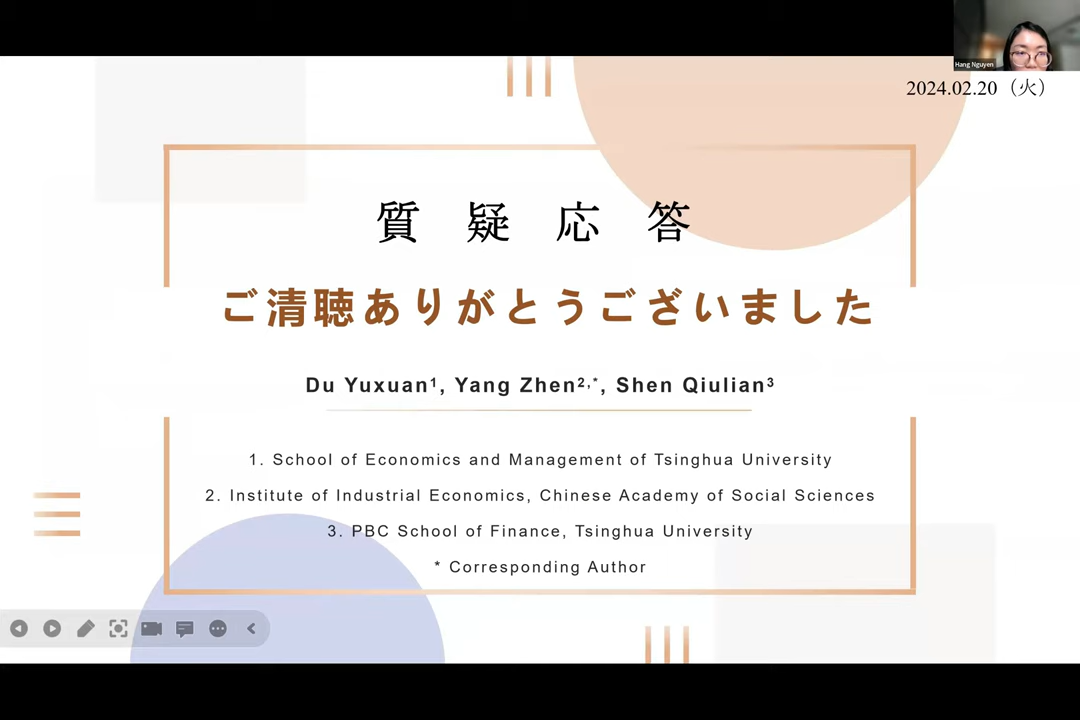 Hang Nguyen
2024.02.20（火）
質疑応答
ご清聴ありがとうございました
Du Yuxuan¹, Yang Zhen²,*, Shen Qiulian³
1. School of Economics and Management of Tsinghua University
2. Institute of Industrial Economics, Chinese Academy of Social Sciences
3. PBC School of Finance, Tsinghua University
* Corresponding Author